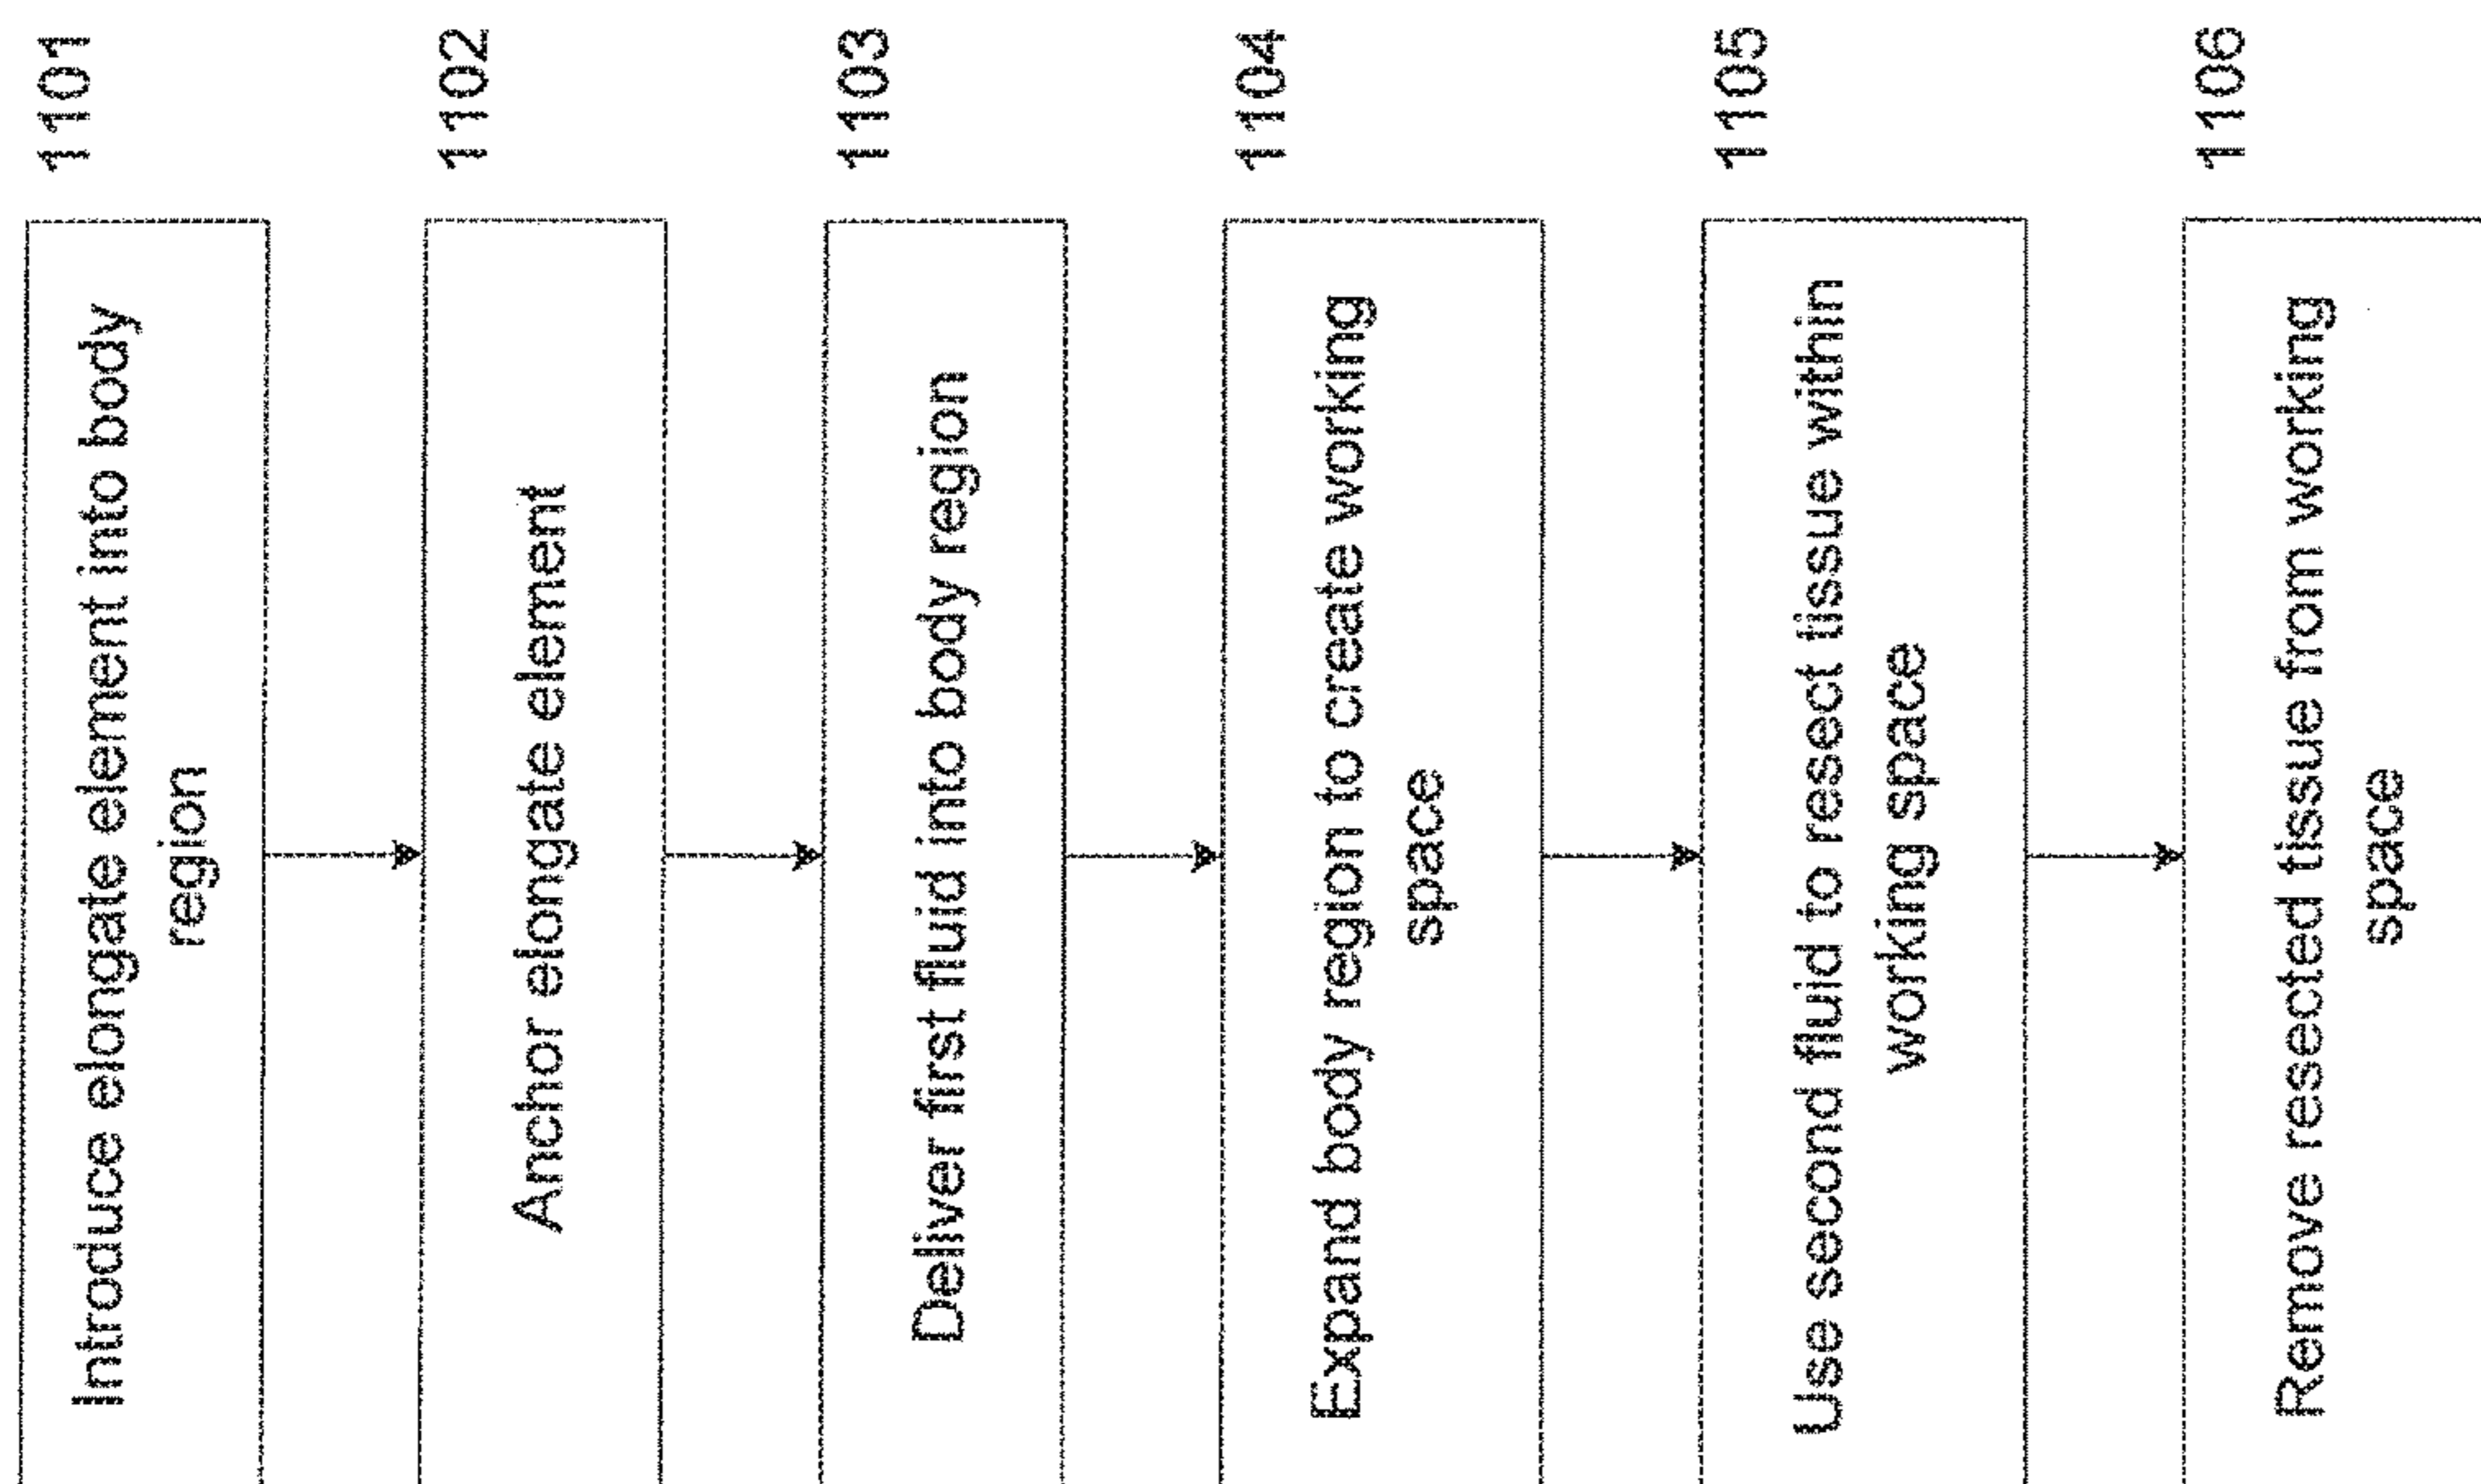 Introduce elongate element into body
region
1101
Anchor elongate element
1102
Deliver first fluid into body region
1103
Expand body region to create working
space
1104
Use second fluid to resect tissue within
working space
1105
Remove resected tissue from working
space
1106